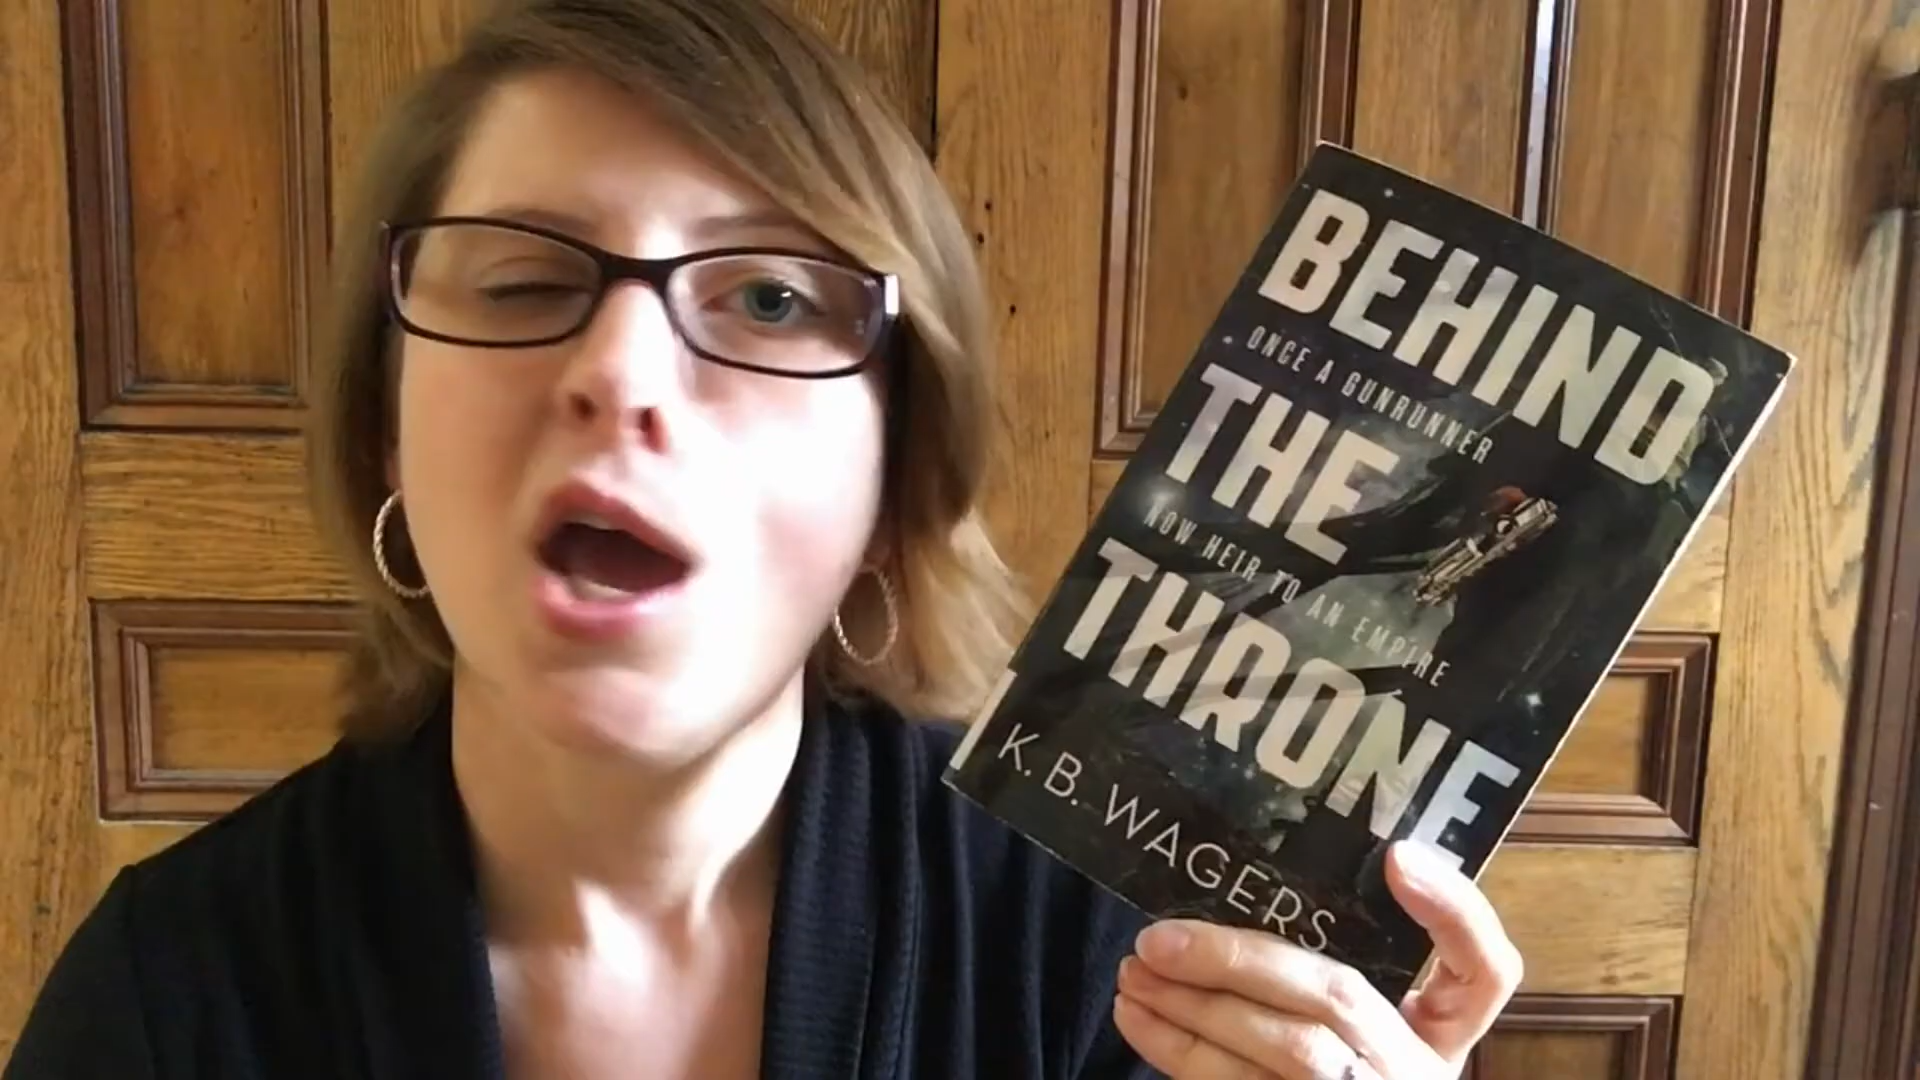 BEHIND
ONCE A GUNRUNNER
THE
NOW HEIR TO AN EMPIRE
THRONE
K. B. WAGERS